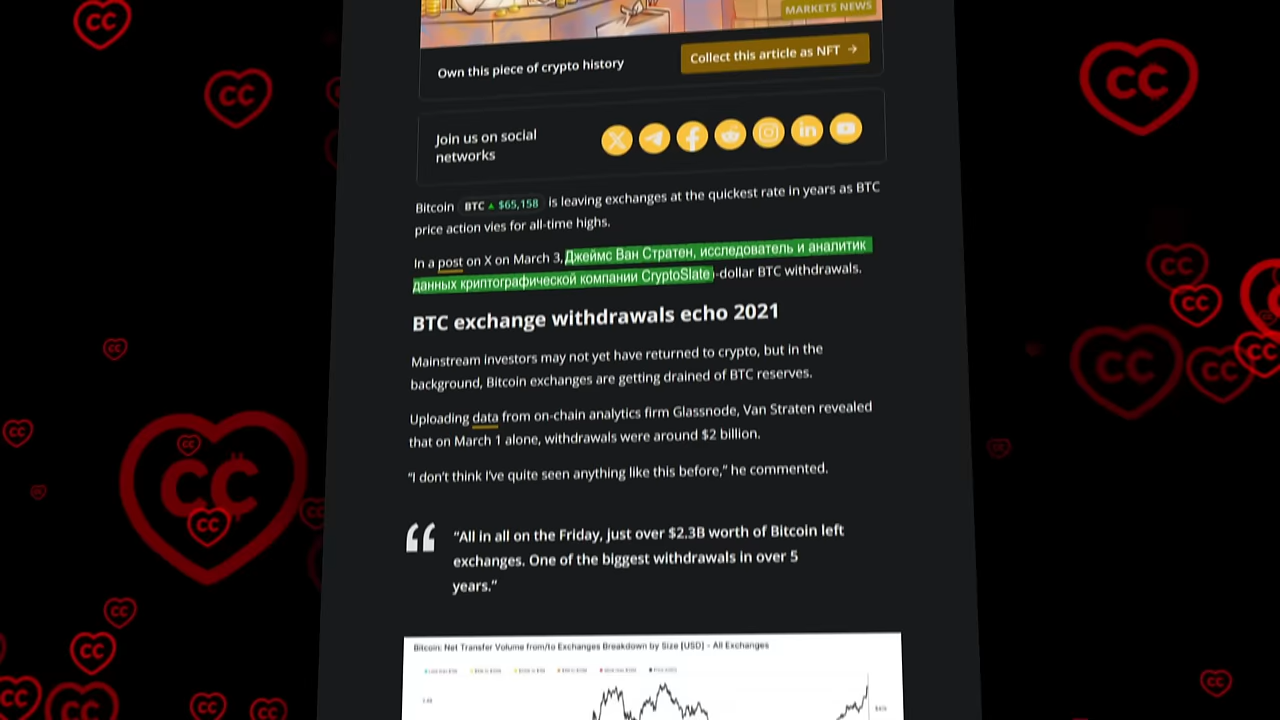 MARKETS NEWS
Own this piece of crypto history
Collect this article as NFT →
Join us on social
networks
Bitcoin BTC ▲ $65,158 is leaving exchanges at the quickest rate in years as BTC
price action vies for all-time highs.
In a post on X on March 3, Джеймс Ван Стратен, исследователь и аналитик
данных криптографической компании CryptoSlate -dollar BTC withdrawals.
BTC exchange withdrawals echo 2021
Mainstream investors may not yet have returned to crypto, but in the
background, Bitcoin exchanges are getting drained of BTC reserves.
Uploading data from on-chain analytics firm Glassnode, Van Straten revealed
that on March 1 alone, withdrawals were around $2 billion.
“I don’t think I’ve quite seen anything like this before,” he commented.
“All in all on the Friday, just over $2.3B worth of Bitcoin left
exchanges. One of the biggest withdrawals in over 5
years.”
Bitcoin: Net Transfer Volume from/to Exchanges Breakdown by Size [USD] - All Exchanges